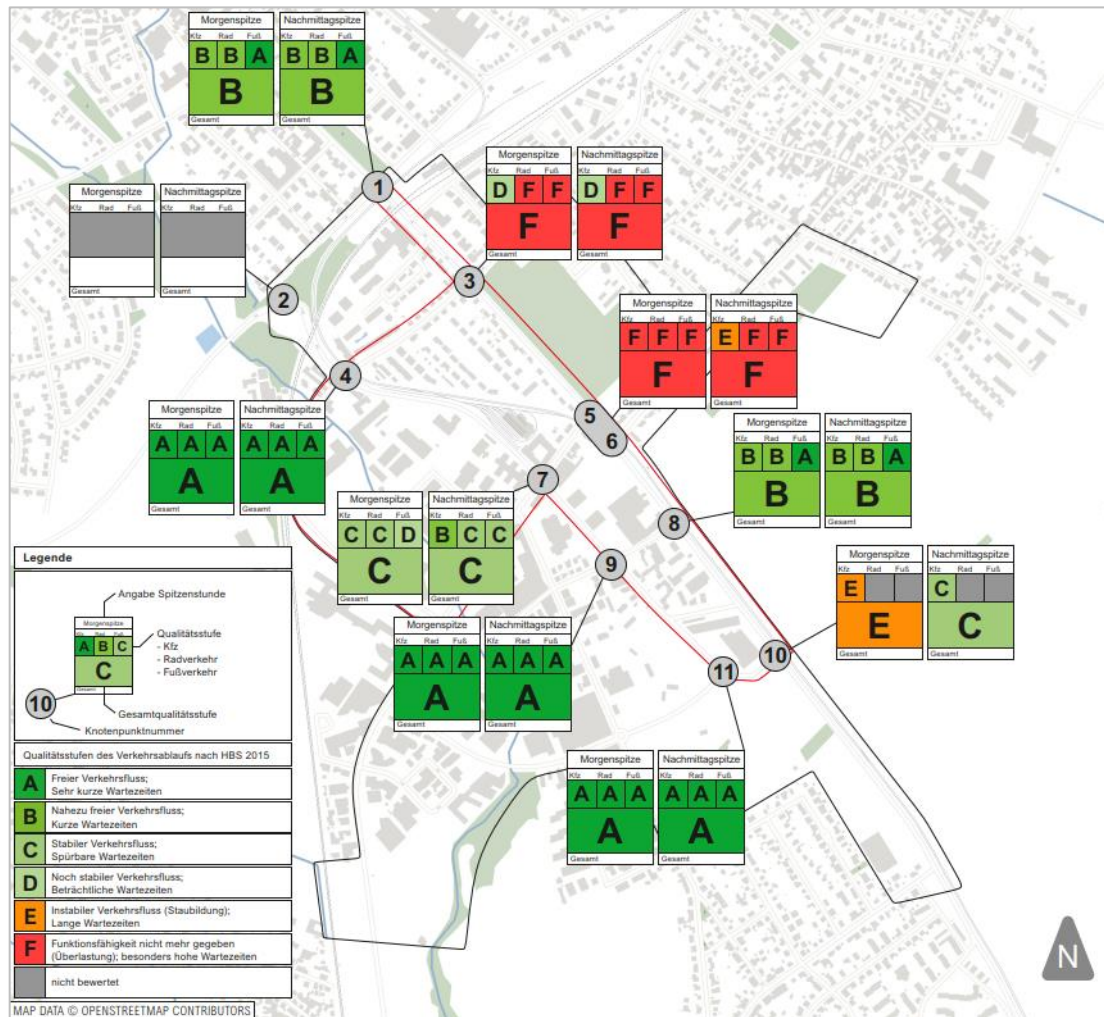 Morgenspitze Nachmittagspitze
Kfz Rad Fuß Kfz Rad Fuß
B B A B B A
B B
Gesamt Gesamt
1
Morgenspitze Nachmittagspitze
Kfz Rad Fuß Kfz Rad Fuß
D F F D F F
F F
Gesamt Gesamt
3
Morgenspitze Nachmittagspitze
Kfz Rad Fuß Kfz Rad Fuß
Gesamt Gesamt
2
Morgenspitze Nachmittagspitze
Kfz Rad Fuß Kfz Rad Fuß
F F F E F F
F F
Gesamt Gesamt
5
6
4
Morgenspitze Nachmittagspitze
Kfz Rad Fuß Kfz Rad Fuß
A A A A A A
A A
Gesamt Gesamt
Morgenspitze Nachmittagspitze
Kfz Rad Fuß Kfz Rad Fuß
B B A B B A
B B
Gesamt Gesamt
8
7
Morgenspitze Nachmittagspitze
Kfz Rad Fuß Kfz Rad Fuß
C C D B C C
C C
Gesamt Gesamt
9
Morgenspitze Nachmittagspitze
Kfz Rad Fuß Kfz Rad Fuß
E C
E C
Gesamt Gesamt
10
Morgenspitze Nachmittagspitze
Kfz Rad Fuß Kfz Rad Fuß
A A A A A A
A A
Gesamt Gesamt
11
Morgenspitze Nachmittagspitze
Kfz Rad Fuß Kfz Rad Fuß
A A A A A A
A A
Gesamt Gesamt
Legende
Angabe Spitzenstunde
Morgenspitze
Kfz Rad Fuß
A B C
C
Gesamt
Qualitätsstufe
- Kfz
- Radverkehr
- Fußverkehr
10
Gesamtqualitätsstufe
Knotenpunktnummer
Qualitätsstufen des Verkehrsablaufs nach HBS 2015
A Freier Verkehrsfluss;
Sehr kurze Wartezeiten
B Nahezu freier Verkehrsfluss;
Kurze Wartezeiten
C Stabiler Verkehrsfluss;
Spürbare Wartezeiten
D Noch stabiler Verkehrsfluss;
Beträchtliche Wartezeiten
E Instabiler Verkehrsfluss (Staubildung);
Lange Wartezeiten
F Funktionsfähigkeit nicht mehr gegeben
(Überlastung); besonders hohe Wartezeiten
nicht bewertet
MAP DATA © OPENSTREETMAP CONTRIBUTORS
N